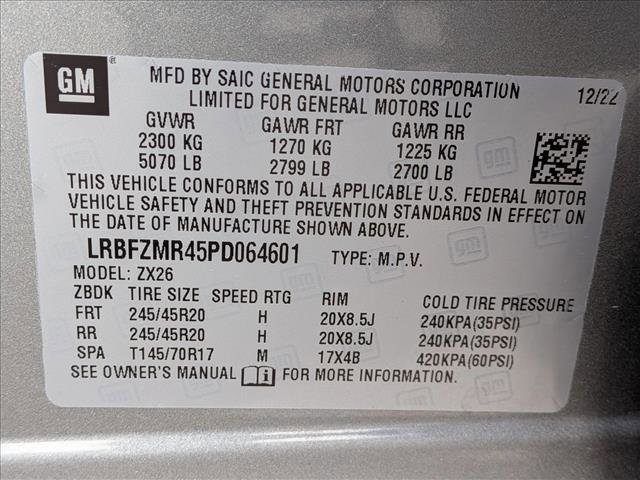 GM
MFD BY SAIC GENERAL MOTORS CORPORATION
LIMITED FOR GENERAL MOTORS LLC
12/22
GVWR GAWR FRT GAWR RR
2300 KG 1270 KG 1225 KG
5070 LB 2799 LB 2700 LB
THIS VEHICLE CONFORMS TO ALL APPLICABLE U.S. FEDERAL MOTOR
VEHICLE SAFETY AND THEFT PREVENTION STANDARDS IN EFFECT ON
THE DATE OF MANUFACTURE SHOWN ABOVE.
LRBFZMR45PD064601 TYPE: M.P.V.
MODEL: ZX26
ZBDK TIRE SIZE SPEED RTG RIM COLD TIRE PRESSURE
FRT 245/45R20 H 20X8.5J 240KPA(35PSI)
RR 245/45R20 H 20X8.5J 240KPA(35PSI)
SPA T145/70R17 M 17X4B 420KPA(60PSI)
SEE OWNER'S MANUAL FOR MORE INFORMATION.